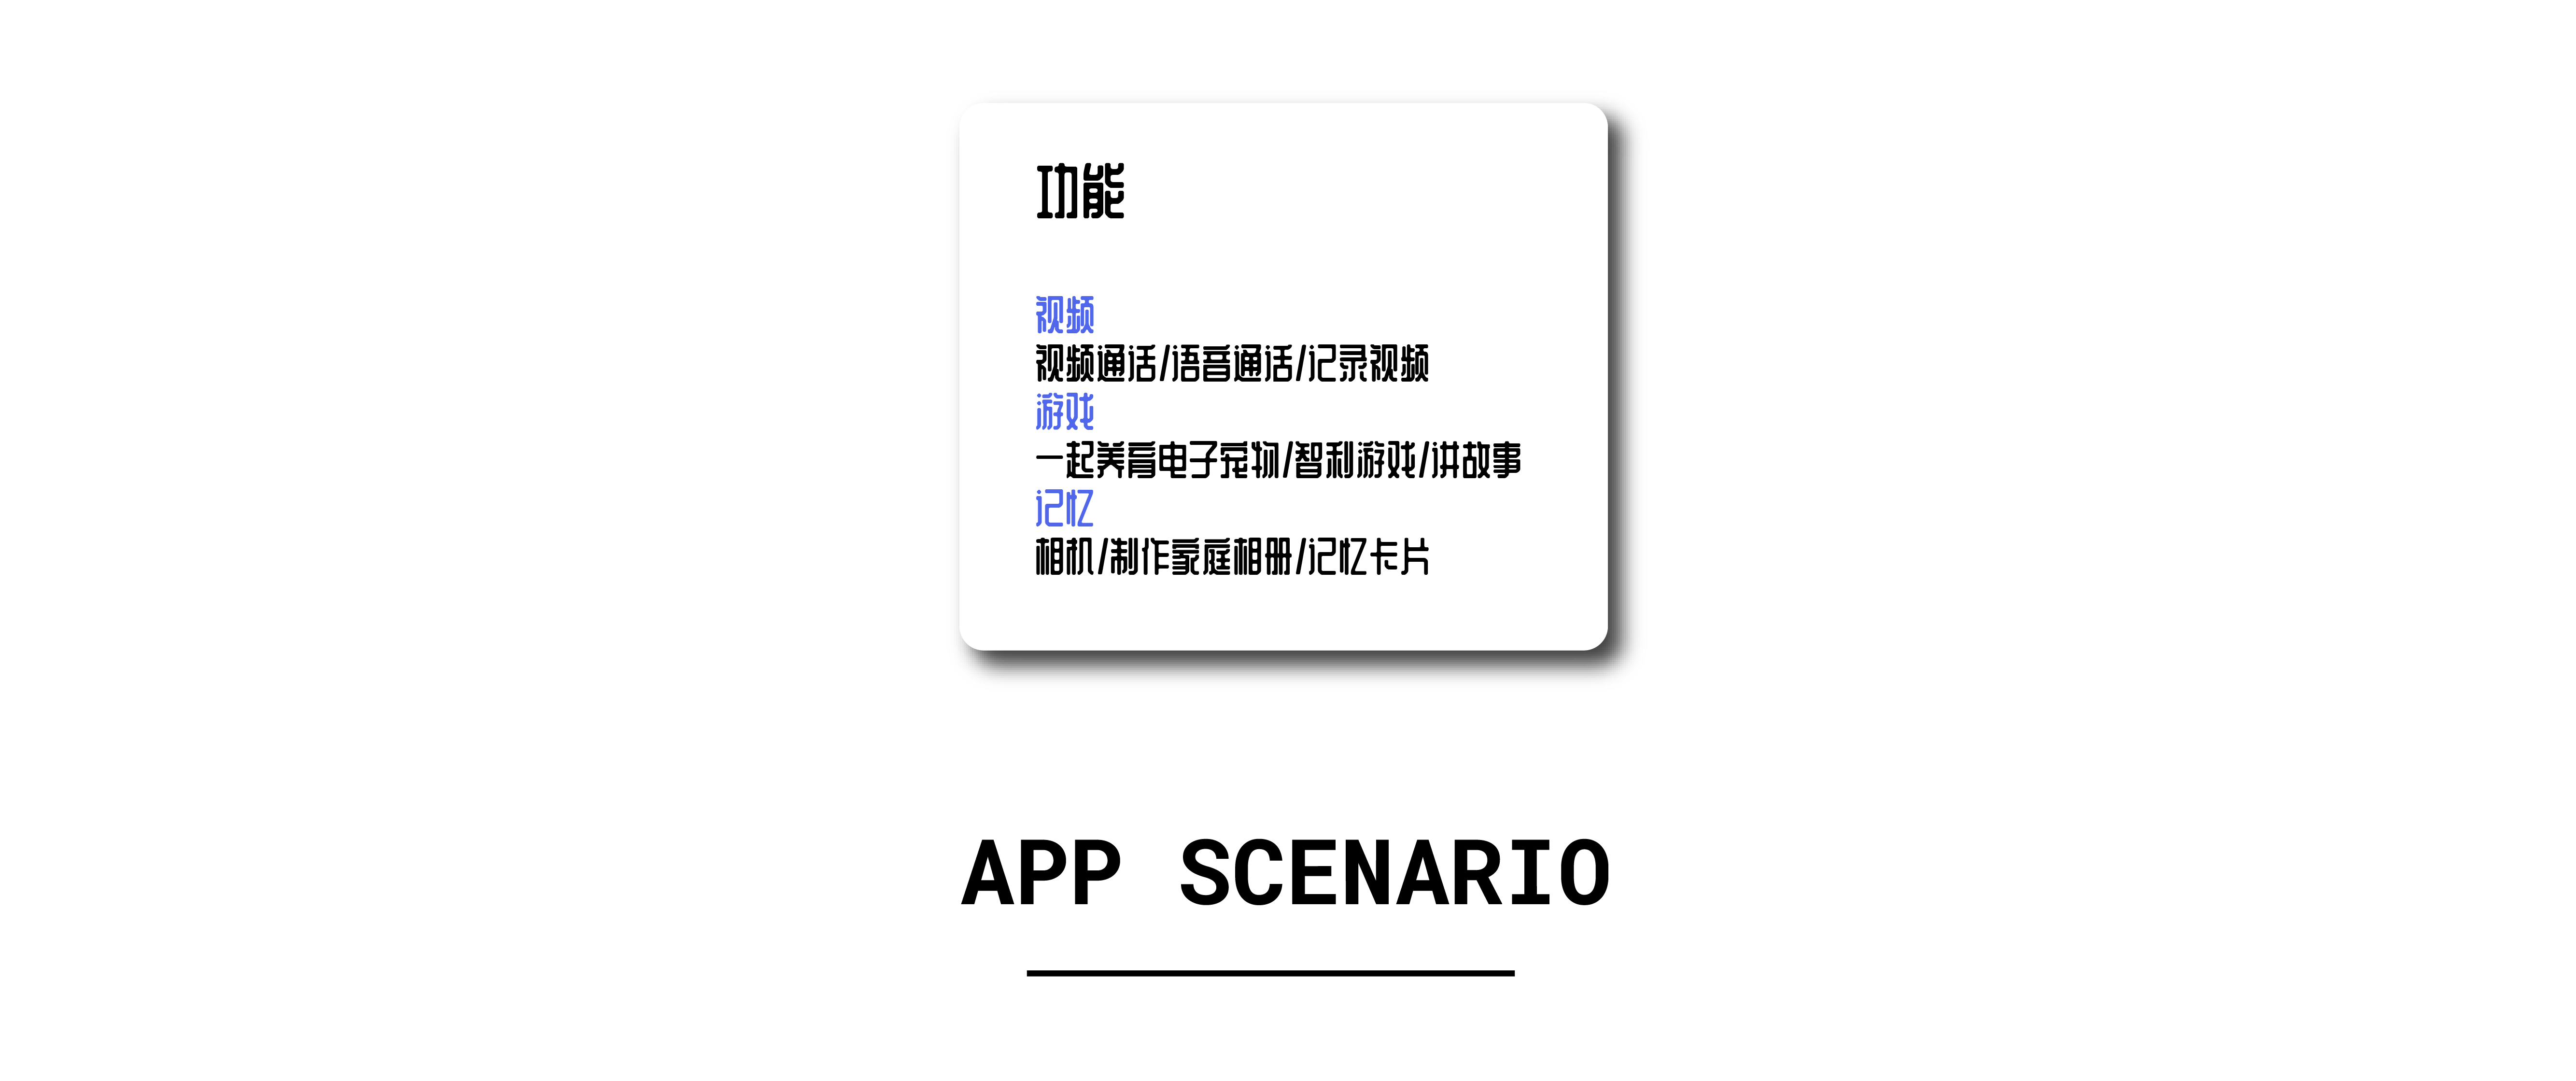 功能
视频
视频通话/语音通话/记录视频
游戏
一起养育电子宠物/智利游戏/讲故事
记忆
相机/制作家庭相册/记忆卡片
APP SCENARIO